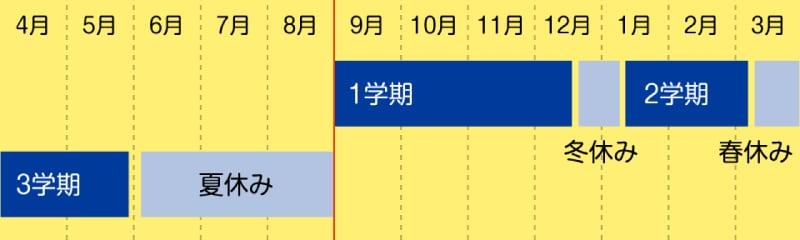 4月 5月 6月 7月 8月 9月 10月 11月 12月 1月 2月 3月
1学期 2学期
冬休み 春休み
3学期 夏休み